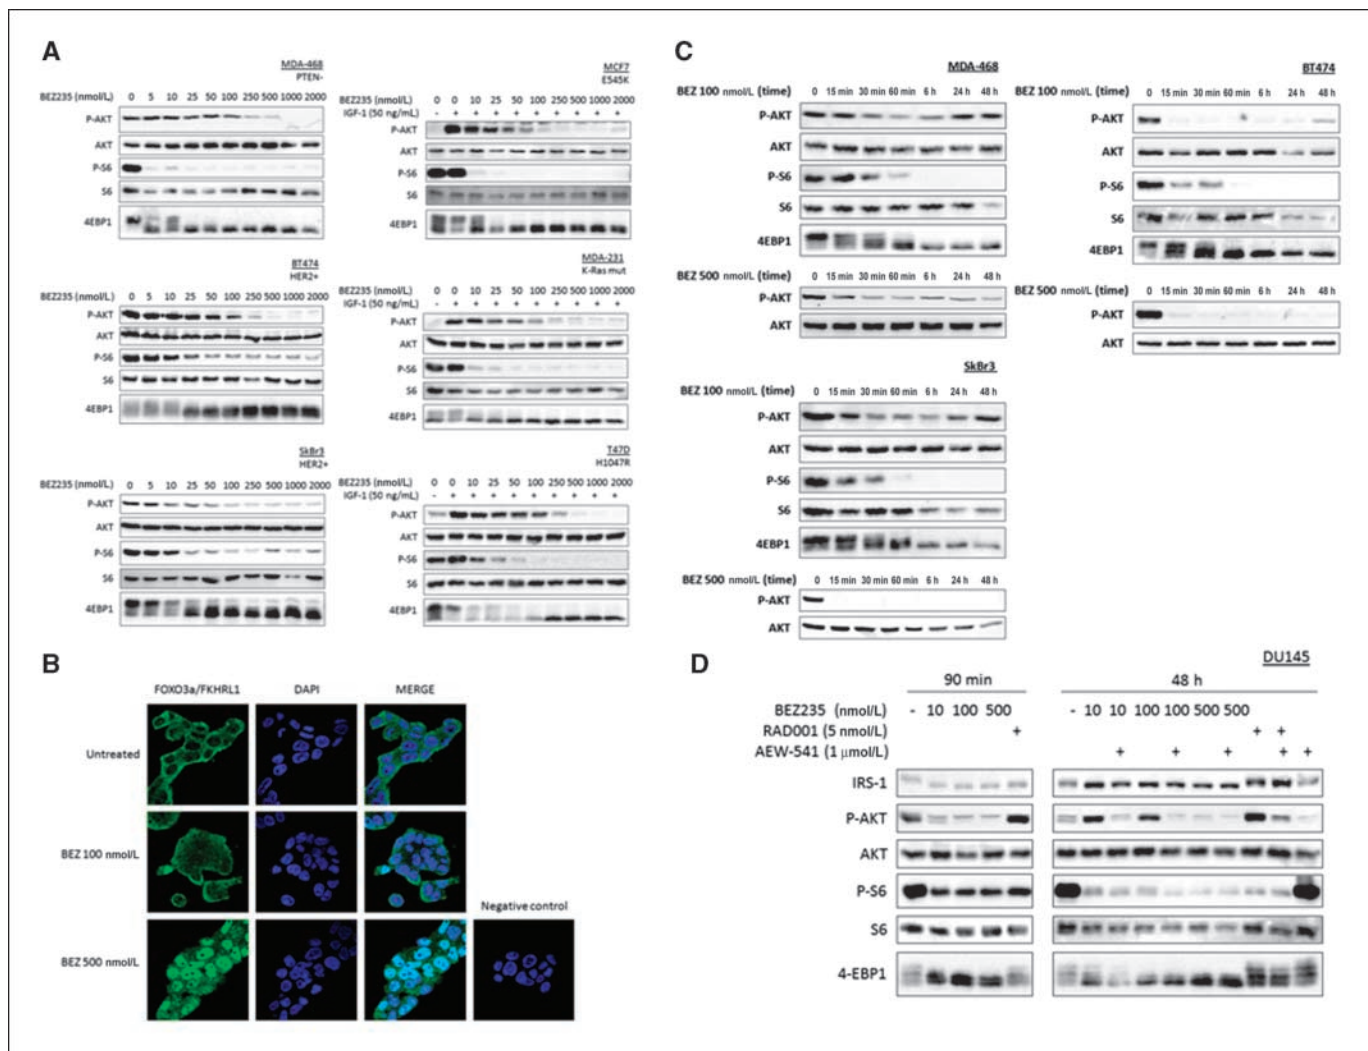 A
MDA-468
PTEN-
BEZ235 (nmol/L) 0 5 10 25 50 100 250 500 1000 2000
P-AKT
AKT
P-S6
S6
4EBP1
MCF7
E545K
BEZ235 (nmol/L) 0 0 10 25 50 100 250 500 1000 2000
IGF-1 (50 ng/mL) - + + + + + + + + +
P-AKT
AKT
P-S6
S6
4EBP1
BT474
HER2+
BEZ235 (nmol/L) 0 5 10 25 50 100 250 500 1000 2000
P-AKT
AKT
P-S6
S6
4EBP1
MDA-231
K-Ras mut
BEZ235 (nmol/L) 0 0 10 25 50 100 250 500 1000 2000
IGF-1 (50 ng/mL) - + + + + + + + + +
P-AKT
AKT
P-S6
S6
4EBP1
SkBr3
HER2+
BEZ235 (nmol/L) 0 5 10 25 50 100 250 500 1000 2000
P-AKT
AKT
P-S6
S6
4EBP1
T47D
H1047R
BEZ235 (nmol/L) 0 0 10 25 50 100 250 500 1000 2000
IGF-1 (50 ng/mL) - + + + + + + + + +
P-AKT
AKT
P-S6
S6
4EBP1
B
FOXO3a/FKHRL1 DAPI MERGE
Untreated
BEZ 100 nmol/L
Negative control
BEZ 500 nmol/L
C
MDA-468
BEZ 100 nmol/L (time) 0 15 min 30 min 60 min 6 h 24 h 48 h
P-AKT
AKT
P-S6
S6
4EBP1
BEZ 500 nmol/L (time) 0 15 min 30 min 60 min 6 h 24 h 48 h
P-AKT
AKT
BT474
BEZ 100 nmol/L (time) 0 15 min 30 min 60 min 6 h 24 h 48 h
P-AKT
AKT
P-S6
S6
4EBP1
BEZ 500 nmol/L (time) 0 15 min 30 min 60 min 6 h 24 h 48 h
P-AKT
AKT
SkBr3
BEZ 100 nmol/L (time) 0 15 min 30 min 60 min 6 h 24 h 48 h
P-AKT
AKT
P-S6
S6
4EBP1
BEZ 500 nmol/L (time) 0 15 min 30 min 60 min 6 h 24 h 48 h
P-AKT
AKT
D
DU145
90 min 48 h
BEZ235 (nmol/L) - 10 100 500 - 10 10 100 100 500 500
RAD001 (5 nmol/L) + + +
AEW-541 (1 μmol/L) + + + + +
IRS-1
P-AKT
AKT
P-S6
S6
4-EBP1